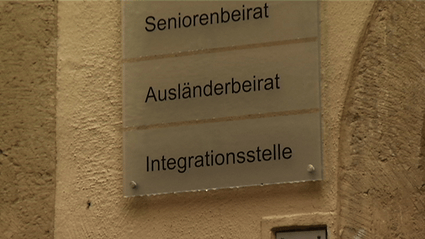 Seniorenbeirat
Ausländerbeirat
Integrationsstelle